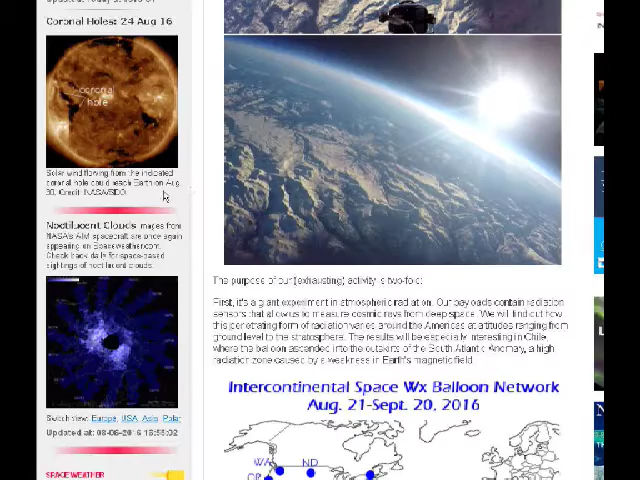 Coronal Holes: 24 Aug 16
coronal
hole
Solar wind flowing from the indicated
coronal hole could reach Earth on Aug.
30. Credit: NASA/SDO.
Noctilucent Clouds Images from
NASA's AIM spacecraft are once again
appearing on Spaceweather.com.
Check back daily for space-based
sightings of noctilucent clouds.
Switch view: Europe, USA, Asia, Polar
Updated at: 08-06-2016 16:55:02
SPACE WEATHER
The purpose of our (exhausting) activity is two-fold:
First, it's a giant experiment in atmospheric radiation. Our payloads contain radiation
sensors that allow us to measure cosmic rays from deep space. We will find out how
this penetrating form of radiation varies around the Americas at altitudes ranging from
ground level to the stratosphere. The results will be especially interesting in Chile,
where the balloon ascended into the outskirts of the South Atlantic Anomaly, a high
radiation zone caused by a weakness in Earth's magnetic field.
Intercontinental Space Wx Balloon Network
Aug. 21-Sept. 20, 2016
WA
ND
OR